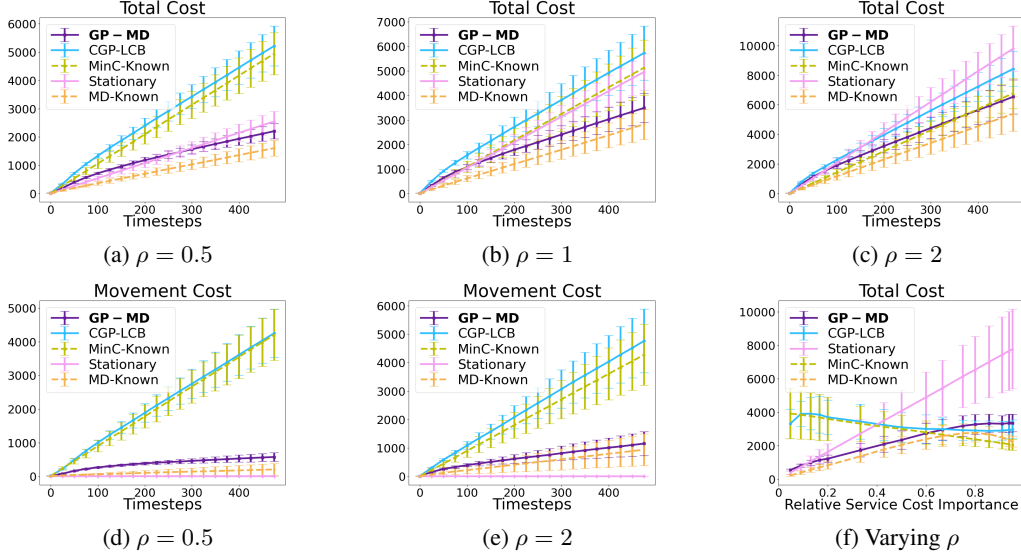 Total Cost
6000
5000
4000
3000
2000
1000
0
GP – MD
CGP-LCB
MinC-Known
Stationary
MD-Known
100 200 300 400
Timesteps
(a) ρ = 0.5
Total Cost
7000
6000
5000
4000
3000
2000
1000
0
GP – MD
CGP-LCB
MinC-Known
Stationary
MD-Known
0 100 200 300 400
Timesteps
(b) ρ = 1
Total Cost
10000
8000
6000
4000
2000
0
GP – MD
CGP-LCB
MinC-Known
Stationary
MD-Known
0 100 200 300 400
Timesteps
(c) ρ = 2
Movement Cost
5000
4000
3000
2000
1000
0
GP – MD
CGP-LCB
MinC-Known
Stationary
MD-Known
0 100 200 300 400
Timesteps
(d) ρ = 0.5
Movement Cost
6000
5000
4000
3000
2000
1000
0
GP – MD
CGP-LCB
MinC-Known
Stationary
MD-Known
0 100 200 300 400
Timesteps
(e) ρ = 2
Total Cost
10000
8000
6000
4000
2000
0
GP – MD
CGP-LCB
Stationary
MinC-Known
MD-Known
0.2 0.4 0.6 0.8
Relative Service Cost Importance
(f) Varying ρ